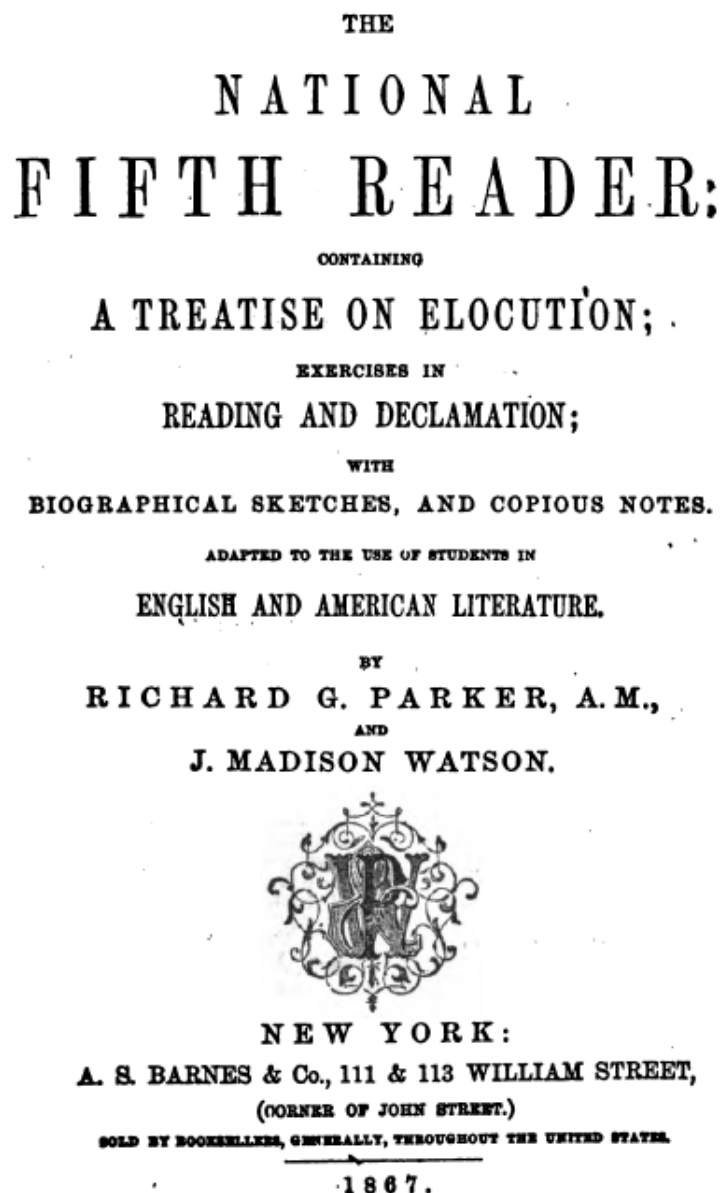 THE
NATIONAL
FIFTH READER:
CONTAINING
A TREATISE ON ELOCUTION;
EXERCISES IN
READING AND DECLAMATION;
WITH
BIOGRAPHICAL SKETCHES, AND COPIOUS NOTES.
ADAPTED TO THE USE OF STUDENTS IN
ENGLISH AND AMERICAN LITERATURE.
BY
RICHARD G. PARKER, A.M.,
AND
J. MADISON WATSON.
NEW YORK:
A. S. BARNES & Co., 111 & 113 WILLIAM STREET,
(CORNER OF JOHN STREET.)
SOLD BY BOOKSELLERS, GENERALLY, THROUGHOUT THE UNITED STATES.
1867.